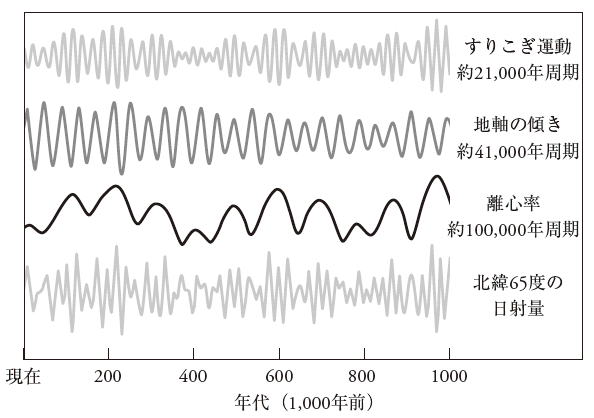 すりこぎ運動
約21,000年周期
地軸の傾き
約41,000年周期
離心率
約100,000年周期
北緯65度の
日射量
現在 200 400 600 800 1000
年代（1,000年前）